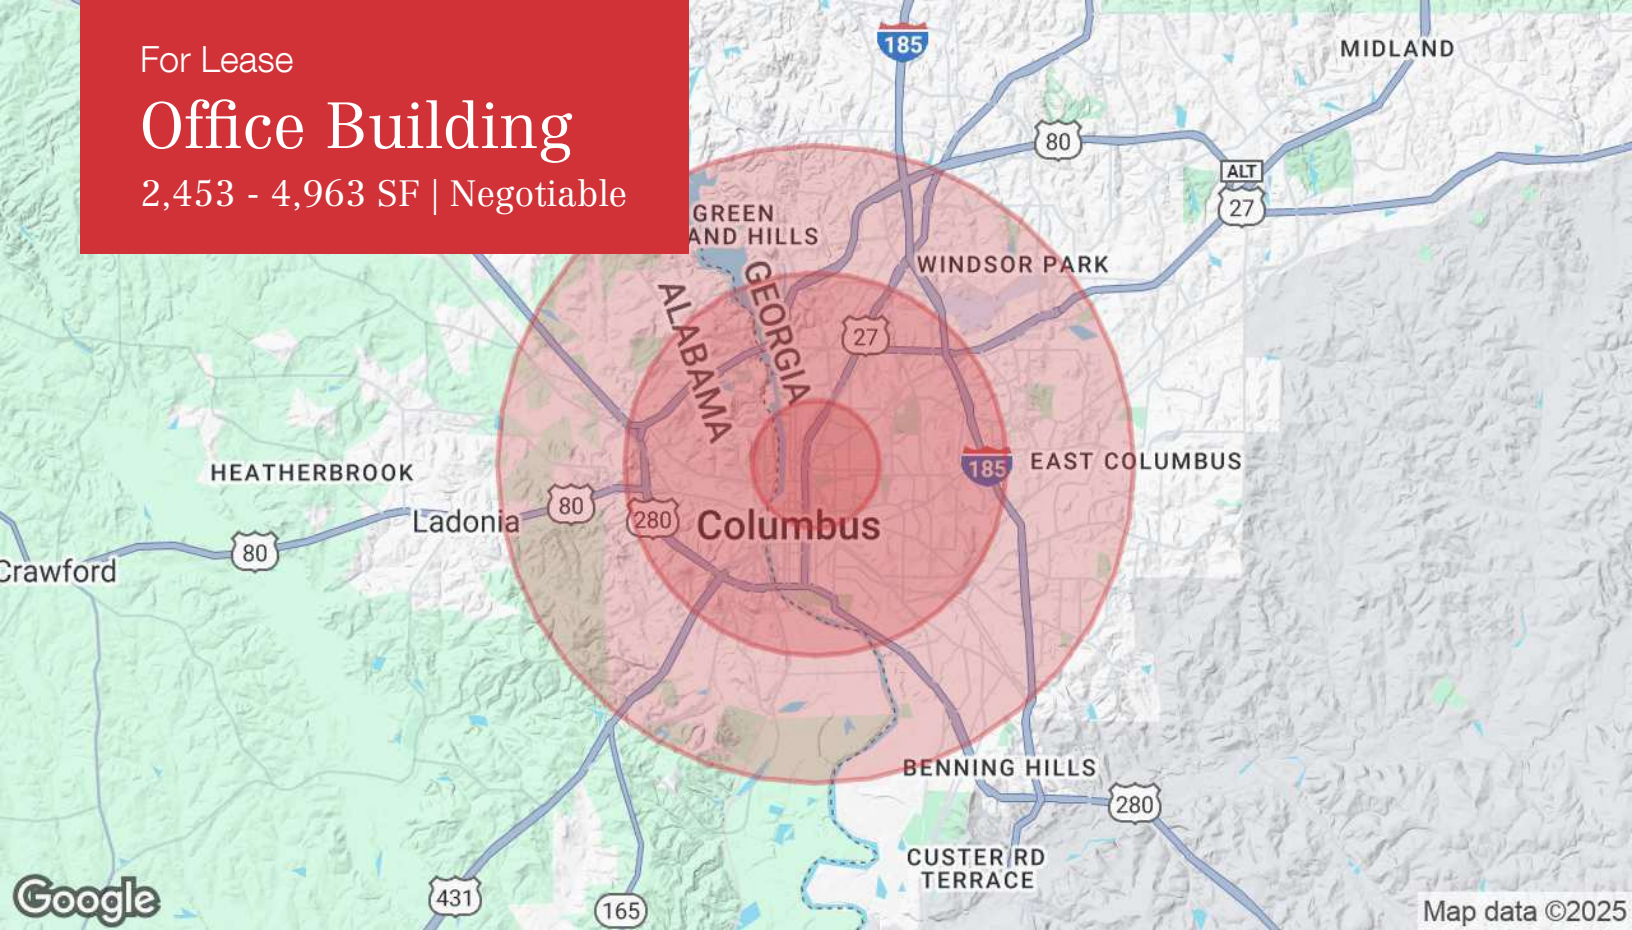 For Lease
Office Building
2,453 - 4,963 SF | Negotiable
185
MIDLAND
80
ALT
27
GREEN
AND HILLS
WINDSOR PARK
GEORGIA
ALABAMA
27
HEATHERBROOK
185
EAST COLUMBUS
80
280
Ladonia
Columbus
80
Crawford
BENNING HILLS
280
CUSTER RD
TERRACE
431
165
Google
Map data ©2025